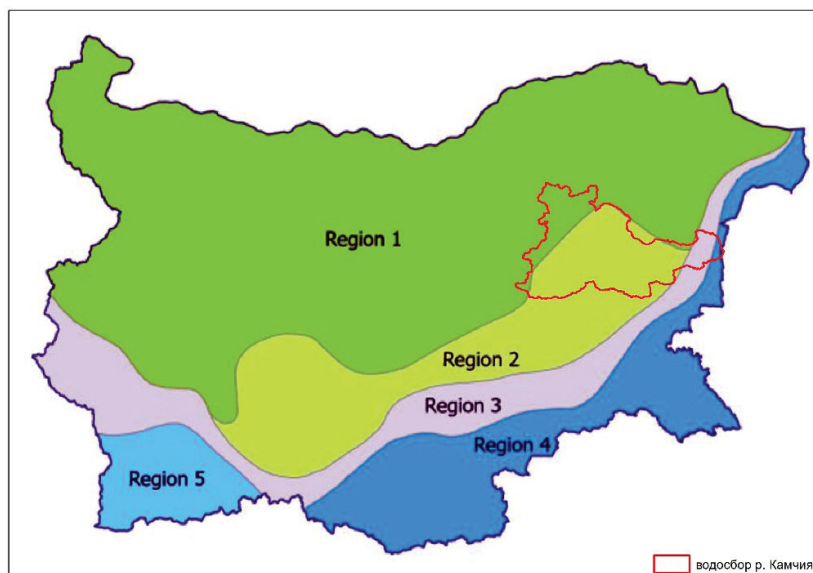 Region 1
Region 2
Region 3
Region 4
Region 5
водосбор р. Камчия